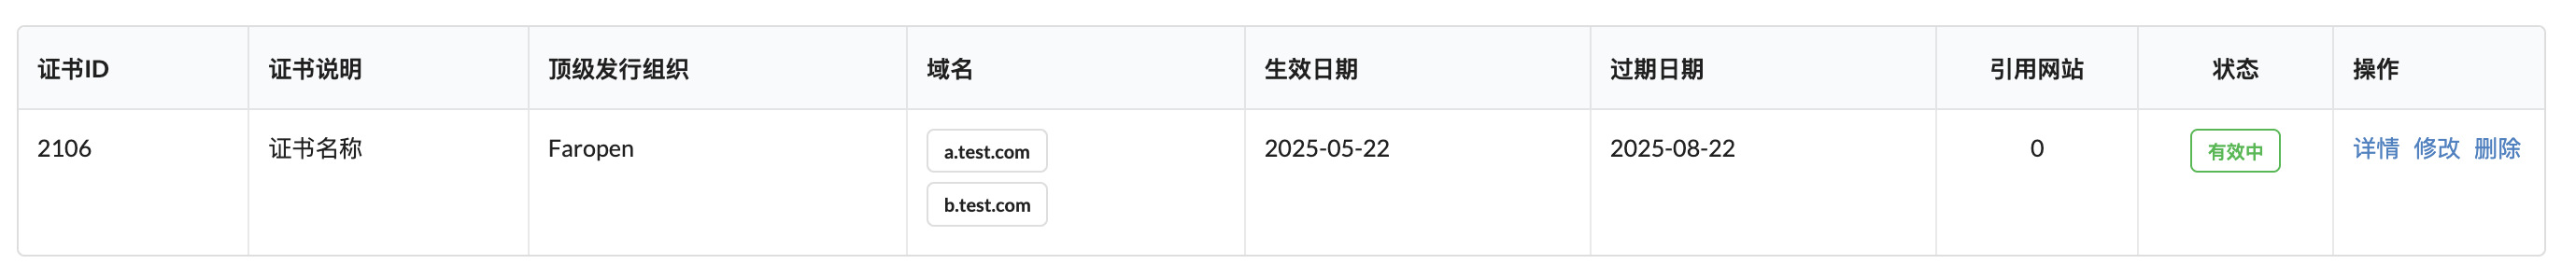 证书ID 证书说明 顶级发行组织 域名 生效日期 过期日期 引用网站 状态 操作
2106 证书名称 Faropen a.test.com 2025-05-22 2025-08-22 0 有效中 详情 修改 删除
b.test.com